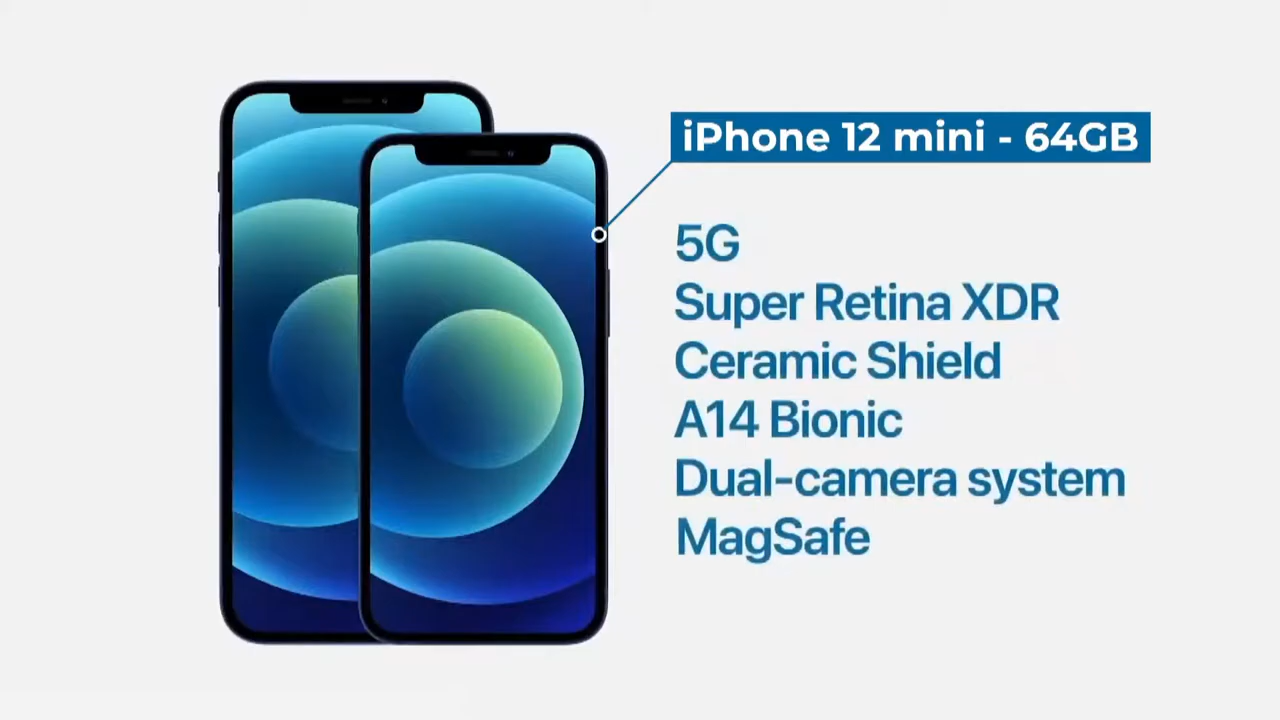 iPhone 12 mini - 64GB
5G
Super Retina XDR
Ceramic Shield
A14 Bionic
Dual-camera system
MagSafe